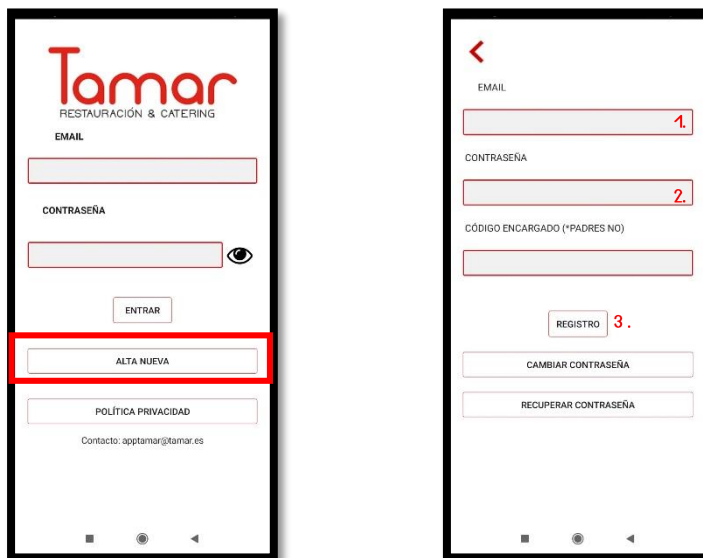 Tamar
RESTAURACIÓN & CATERING
EMAIL
CONTRASEÑA
ENTRAR
ALTA NUEVA
POLÍTICA PRIVACIDAD
Contacto: apptamar@tamar.es
EMAIL
1.
CONTRASEÑA
2.
CÓDIGO ENCARGADO (*PADRES NO)
REGISTRO 3.
CAMBIAR CONTRASEÑA
RECUPERAR CONTRASEÑA